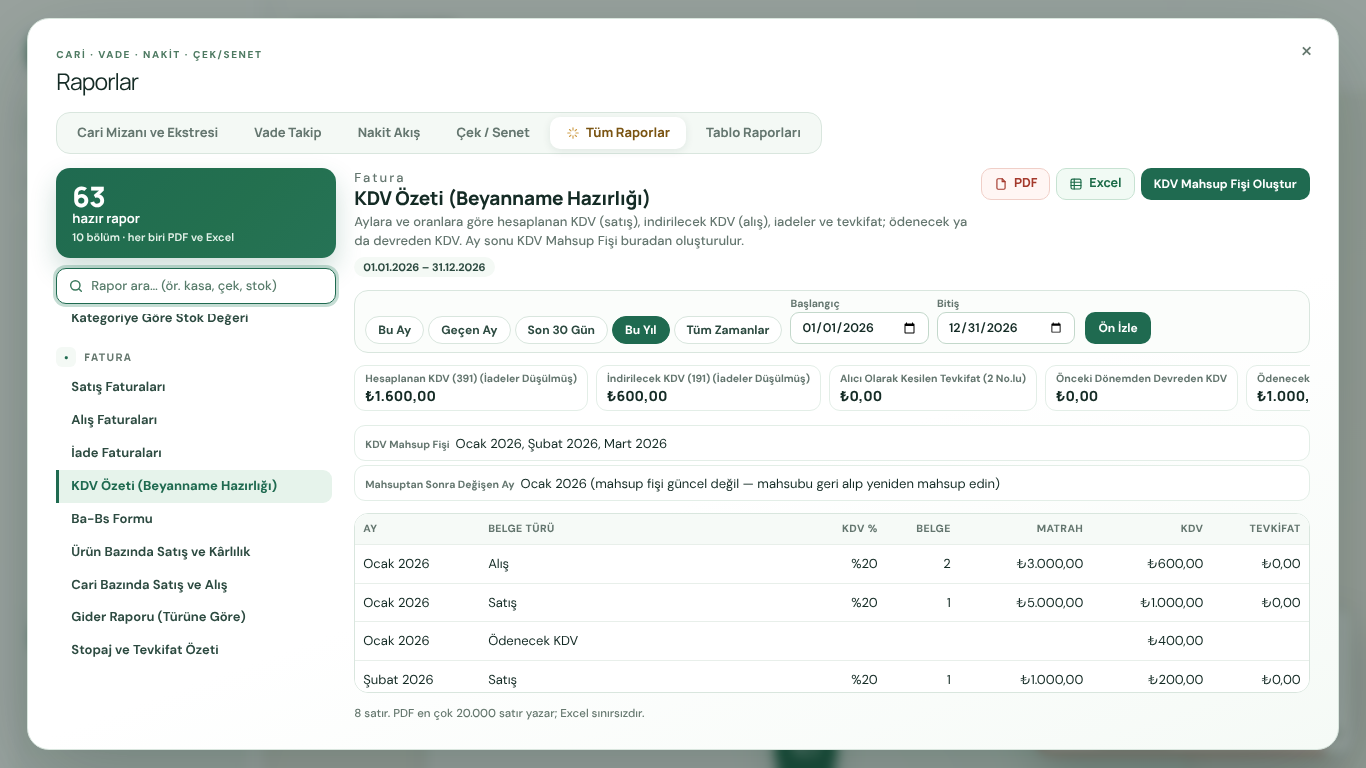 CARİ · VADE · NAKİT · ÇEK/SENET
Raporlar
×
Cari Mizanı ve Ekstresi
Vade Takip
Nakit Akış
Çek / Senet
Tüm Raporlar
Tablo Raporları
63
hazır rapor
10 bölüm · her biri PDF ve Excel
Rapor ara... (ör. kasa, çek, stok)
Kategoriye Göre Stok Değeri
FATURA
Satış Faturaları
Alış Faturaları
İade Faturaları
KDV Özeti (Beyanname Hazırlığı)
Ba-Bs Formu
Ürün Bazında Satış ve Kârlılık
Cari Bazında Satış ve Alış
Gider Raporu (Türüne Göre)
Stopaj ve Tevkifat Özeti
Fatura
KDV Özeti (Beyanname Hazırlığı)
Aylara ve oranlara göre hesaplanan KDV (satış), indirilecek KDV (alış), iadeler ve tevkifat; ödenecek ya
da devreden KDV. Ay sonu KDV Mahsup Fişi buradan oluşturulur.
01.01.2026 – 31.12.2026
PDF
Excel
KDV Mahsup Fişi Oluştur
Bu Ay
Geçen Ay
Son 30 Gün
Bu Yıl
Tüm Zamanlar
Başlangıç
01/01/2026
Bitiş
12/31/2026
Ön İzle
Hesaplanan KDV (391) (İadeler Düşülmüş)
₺1.600,00
İndirilecek KDV (191) (İadeler Düşülmüş)
₺600,00
Alıcı Olarak Kesilen Tevkifat (2 No.lu)
₺0,00
Önceki Dönemden Devreden KDV
₺0,00
Ödenecek
₺1.000,
KDV Mahsup Fişi Ocak 2026, Şubat 2026, Mart 2026
Mahsuptan Sonra Değişen Ay Ocak 2026 (mahsup fişi güncel değil — mahsubu geri alıp yeniden mahsup edin)
AY BELGE TÜRÜ KDV % BELGE MATRAH KDV TEVKİFAT
Ocak 2026 Alış %20 2 ₺3.000,00 ₺600,00 ₺0,00
Ocak 2026 Satış %20 1 ₺5.000,00 ₺1.000,00 ₺0,00
Ocak 2026 Ödenecek KDV ₺400,00
Şubat 2026 Satış %20 1 ₺1.000,00 ₺200,00 ₺0,00
8 satır. PDF en çok 20.000 satır yazar; Excel sınırsızdır.